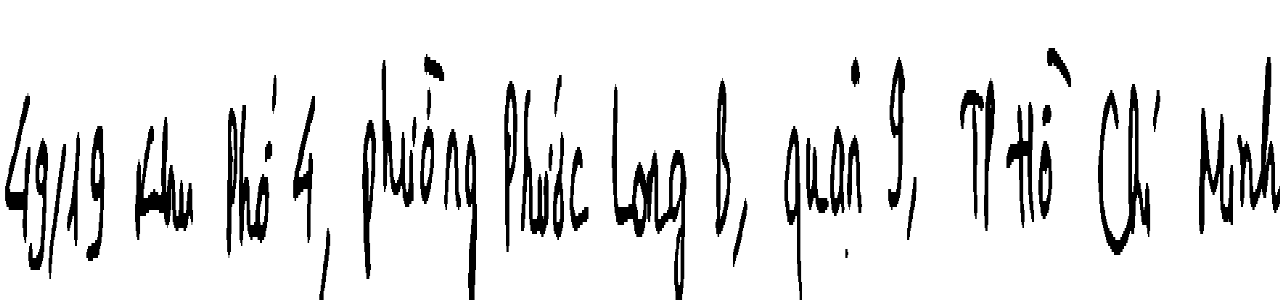 49/19 Khu Phố 4, phường Phước Long B, quận 9, TP Hồ Chí Minh